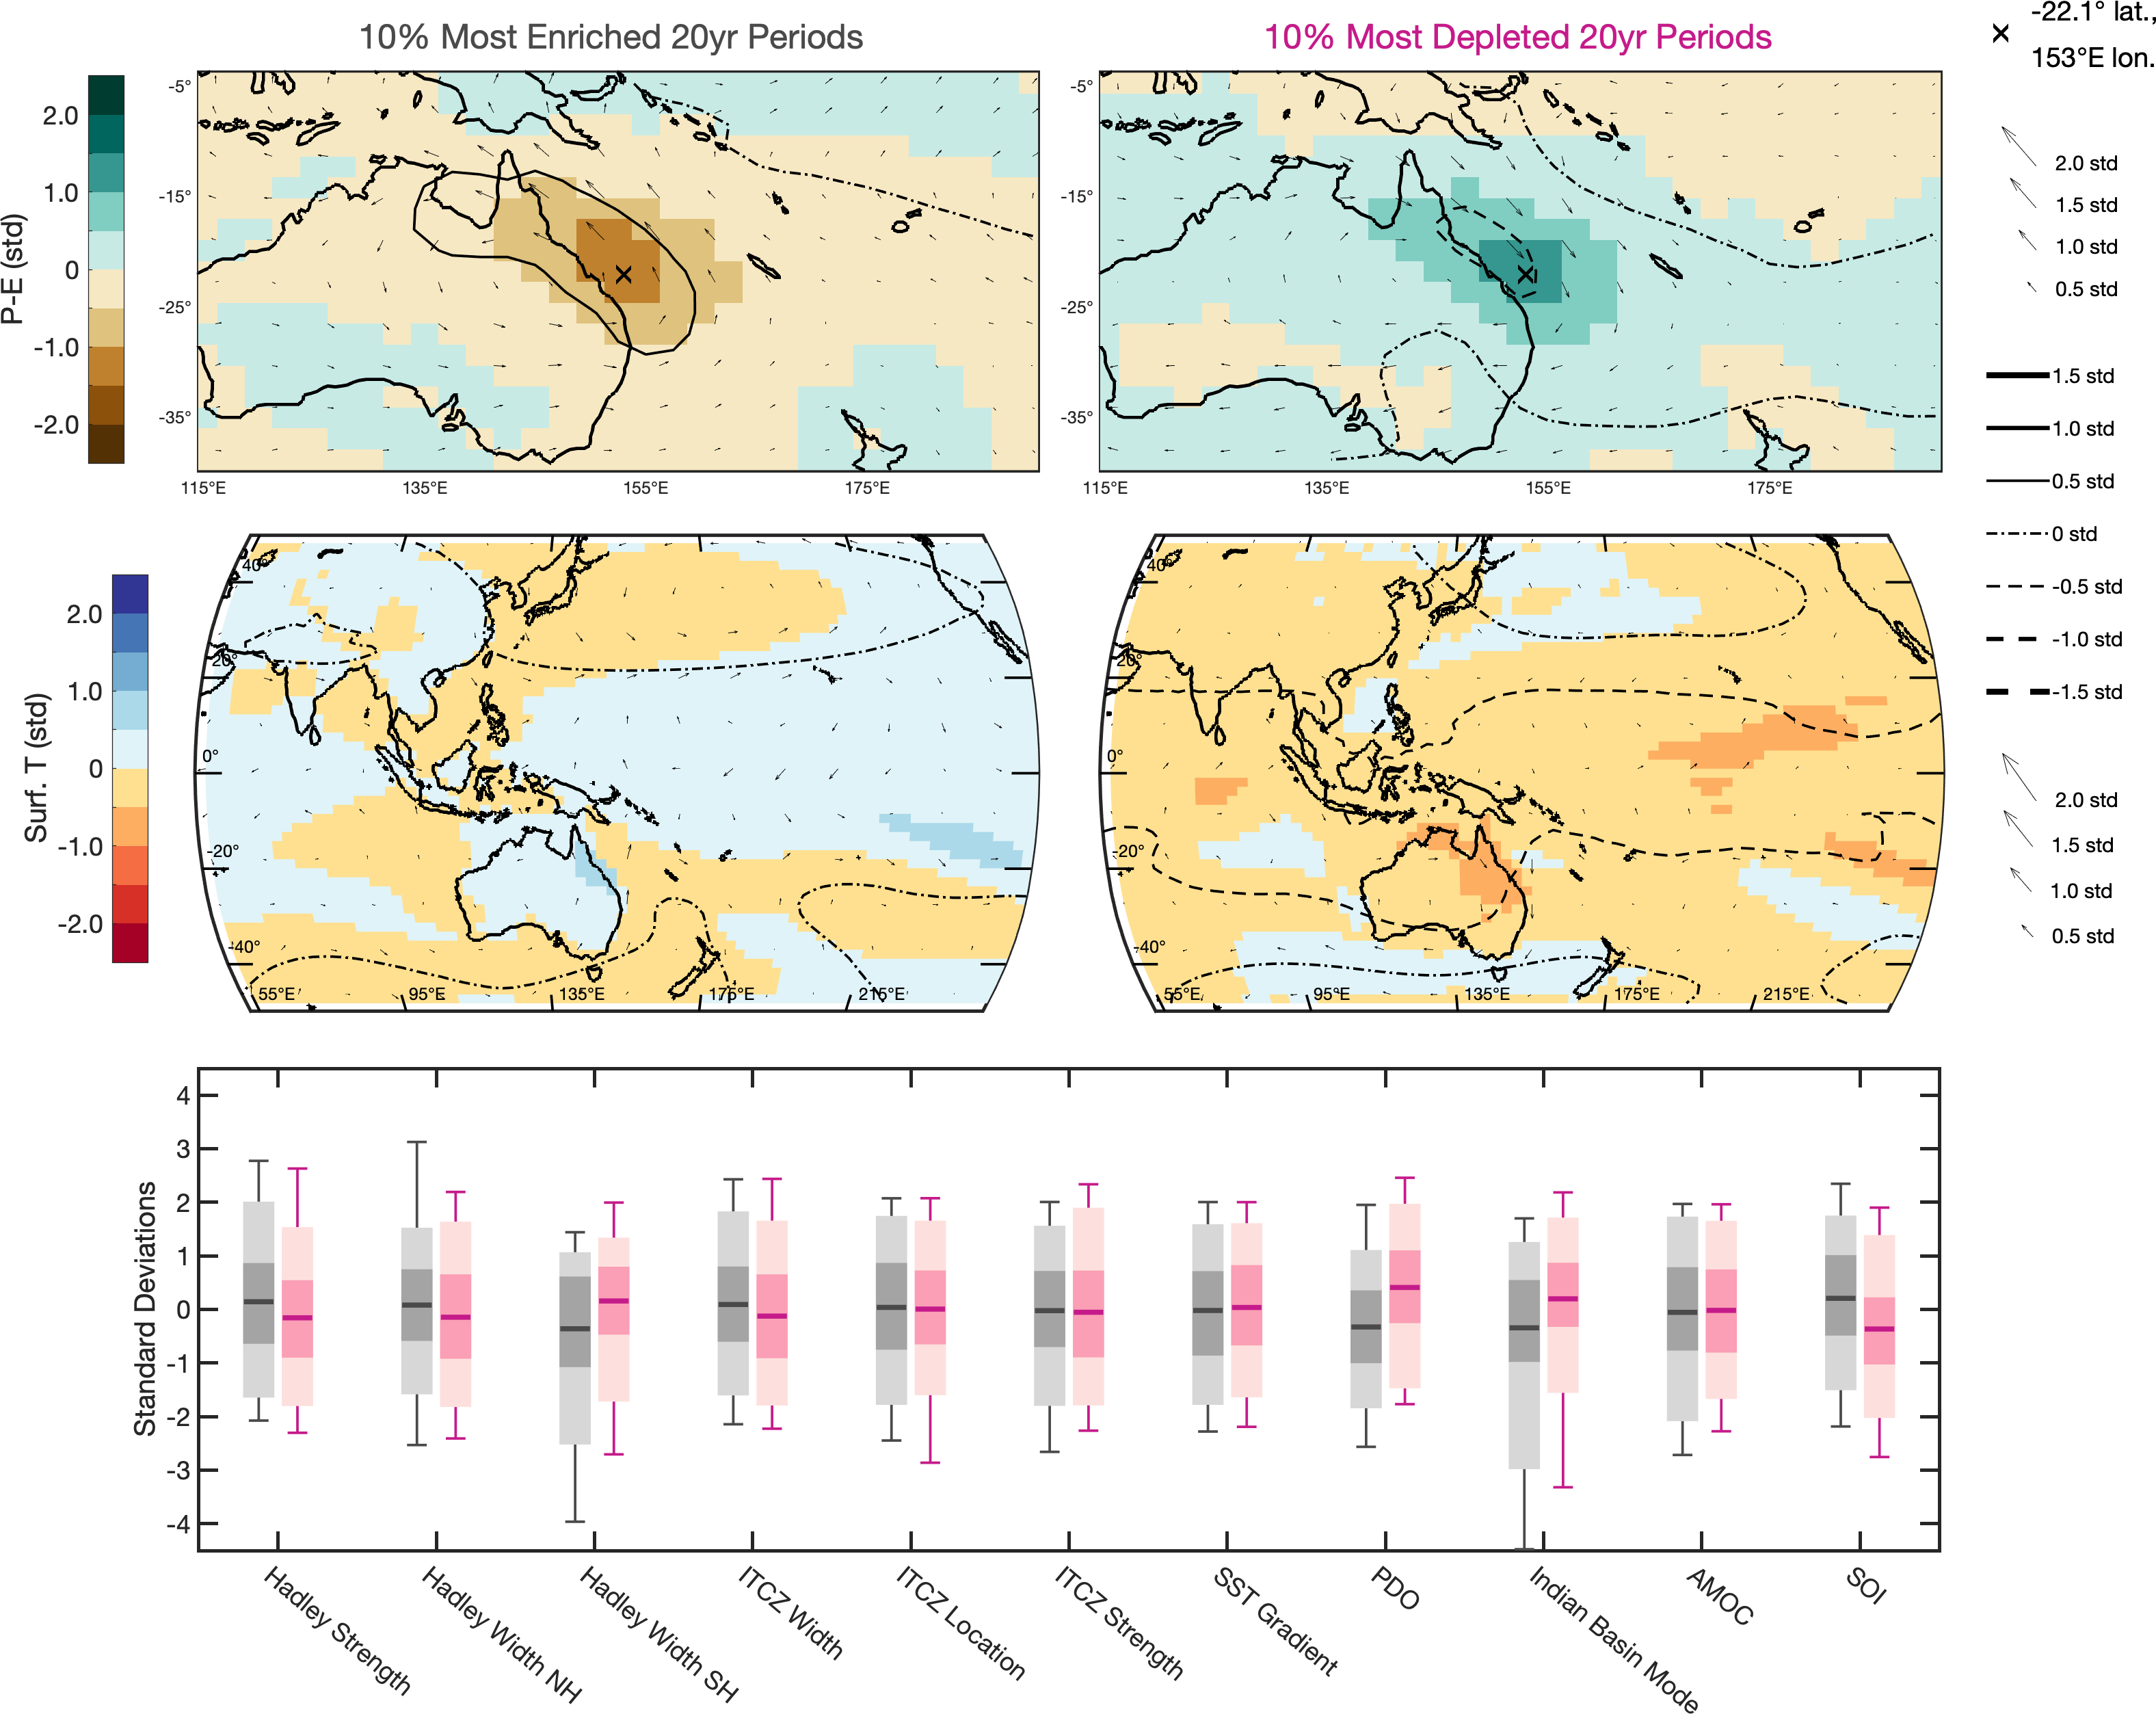 10% Most Enriched 20yr Periods
10% Most Depleted 20yr Periods
-22.1° lat.,
153°E lon.
P-E (std)
2.0
1.0
0
-1.0
-2.0
-5°
-15°
-25°
-35°
115°E
135°E
155°E
175°E
-5°
-15°
-25°
-35°
115°E
135°E
155°E
175°E
2.0 std
1.5 std
1.0 std
0.5 std
1.5 std
1.0 std
0.5 std
0 std
-0.5 std
-1.0 std
-1.5 std
Surf. T (std)
2.0
1.0
0
-1.0
-2.0
40°
20°
0°
-20°
-40°
55°E
95°E
135°E
175°E
215°E
40°
20°
0°
-20°
-40°
55°E
95°E
135°E
175°E
215°E
2.0 std
1.5 std
1.0 std
0.5 std
Standard Deviations
4
3
2
1
0
-1
-2
-3
-4
Hadley Strength
Hadley Width NH
Hadley Width SH
ITCZ Width
ITCZ Location
ITCZ Strength
SST Gradient
PDO
Indian Basin Mode
AMOC
SOI